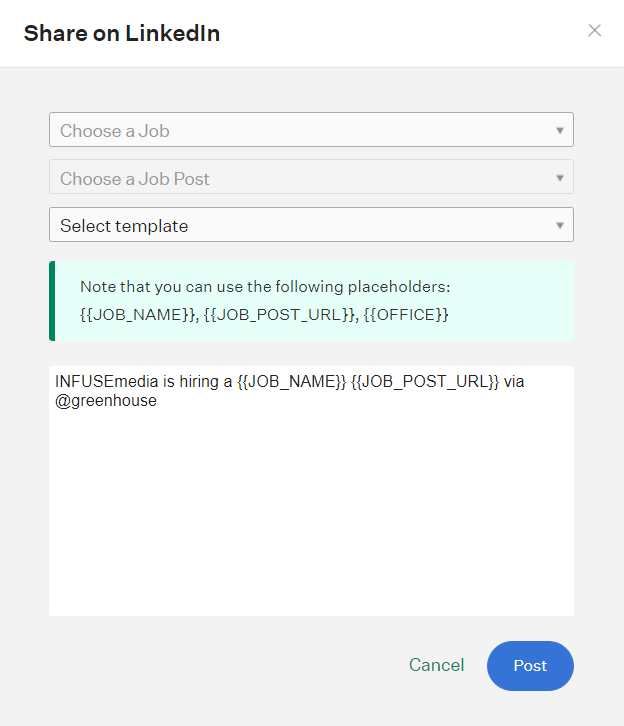 Share on LinkedIn
Choose a Job
Choose a Job Post
Select template
Note that you can use the following placeholders:
{{JOB_NAME}}, {{JOB_POST_URL}}, {{OFFICE}}
INFUSEmedia is hiring a {{JOB_NAME}} {{JOB_POST_URL}} via
@greenhouse
Cancel
Post